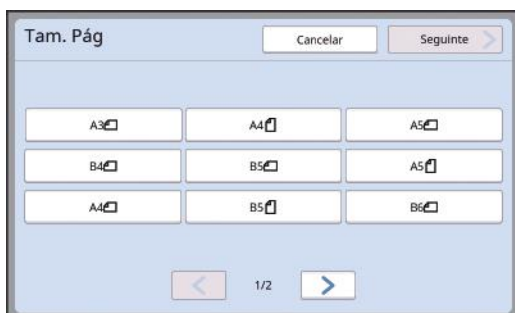 Tam. Pág
Cancelar
Seguinte
A3
A4
A5
B4
B5
A5
A4
B5
B6
1/2